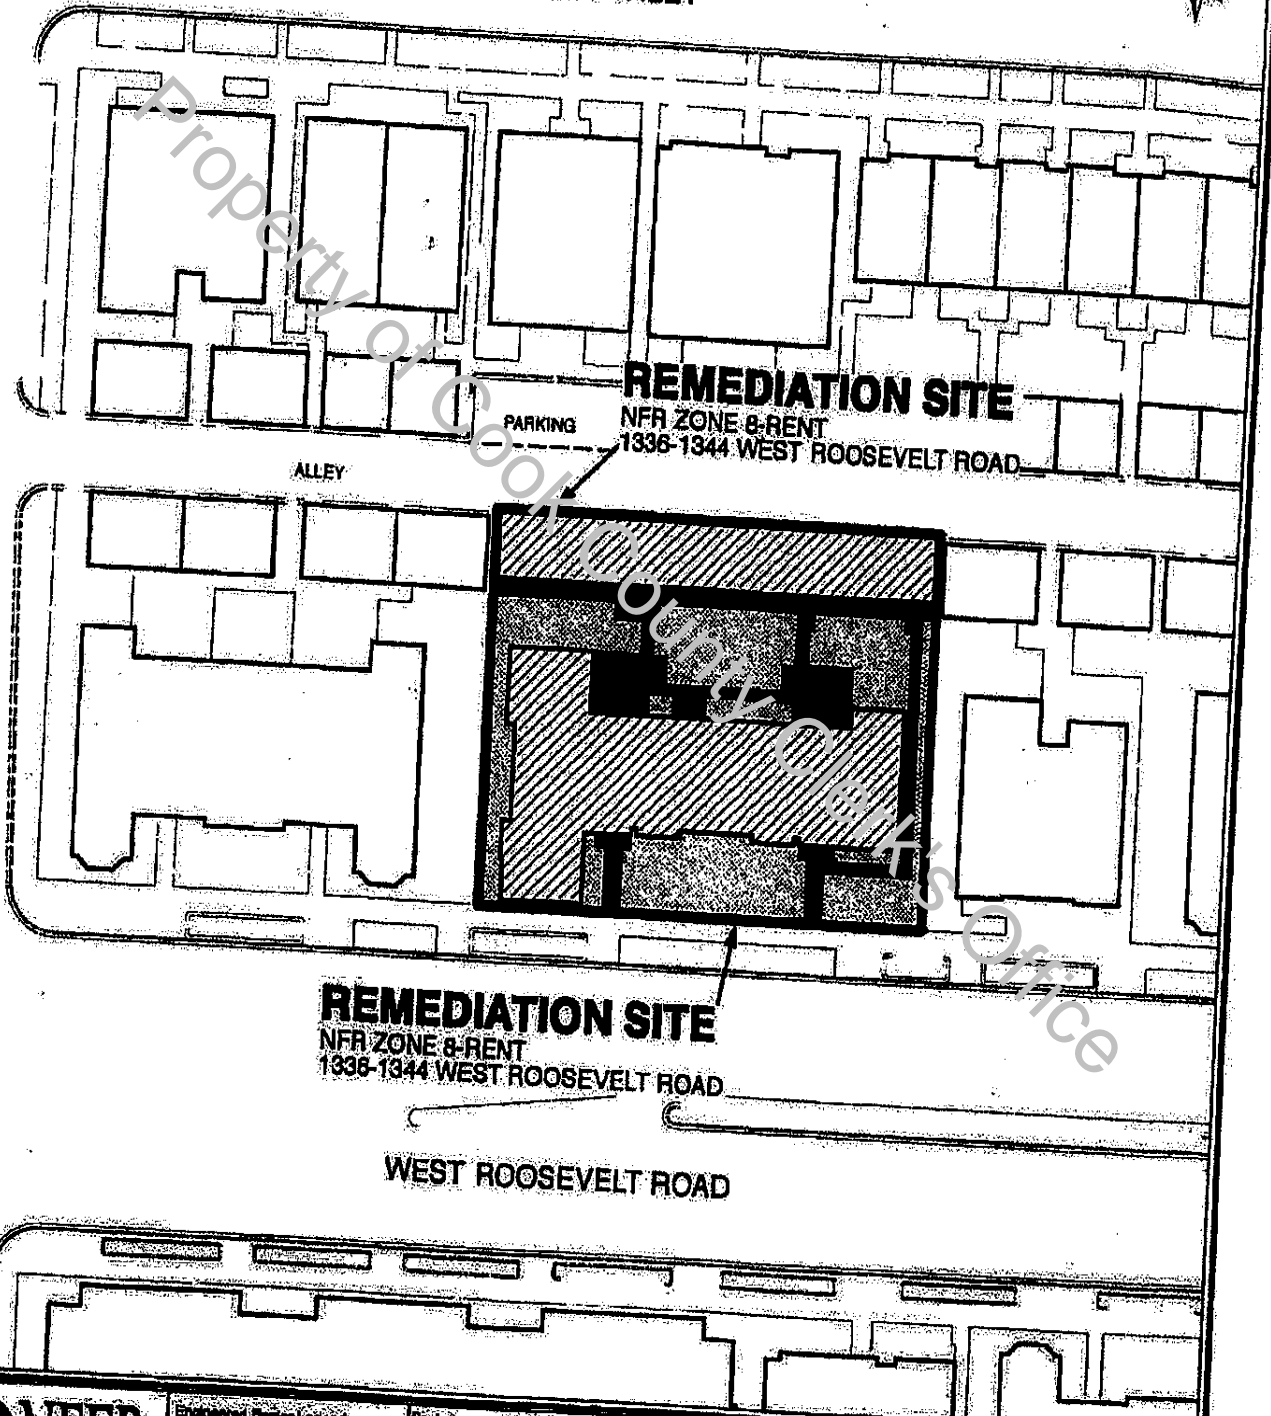 REMEDIATION SITE
NFR ZONE 8-RENT
1336-1344 WEST ROOSEVELT ROAD
PARKING
ALLEY
Property of Cook County Clerk's Office
REMEDIATION SITE
NFR ZONE 8-RENT
1336-1344 WEST ROOSEVELT ROAD
WEST ROOSEVELT ROAD